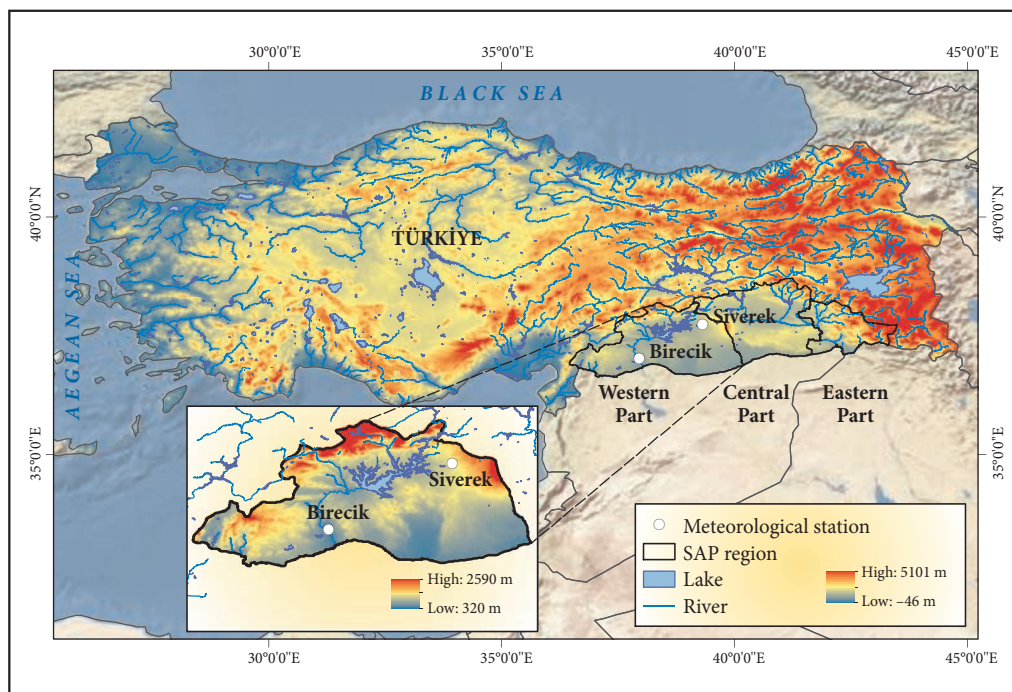 30°0'0"E 35°0'0"E 40°0'0"E 45°0'0"E
BLACK SEA
40°0'0"N
40°0'0"N
TÜRKİYE
AEGEAN SEA
Siverek
Birecik
Western
Part
Central
Part
Eastern
Part
35°0'0"E
35°0'0"E
Siverek
Birecik
High: 2590 m
Low: 320 m
Meteorological station
SAP region
Lake
River
High: 5101 m
Low: –46 m
30°0'0"E 35°0'0"E 40°0'0"E 45°0'0"E